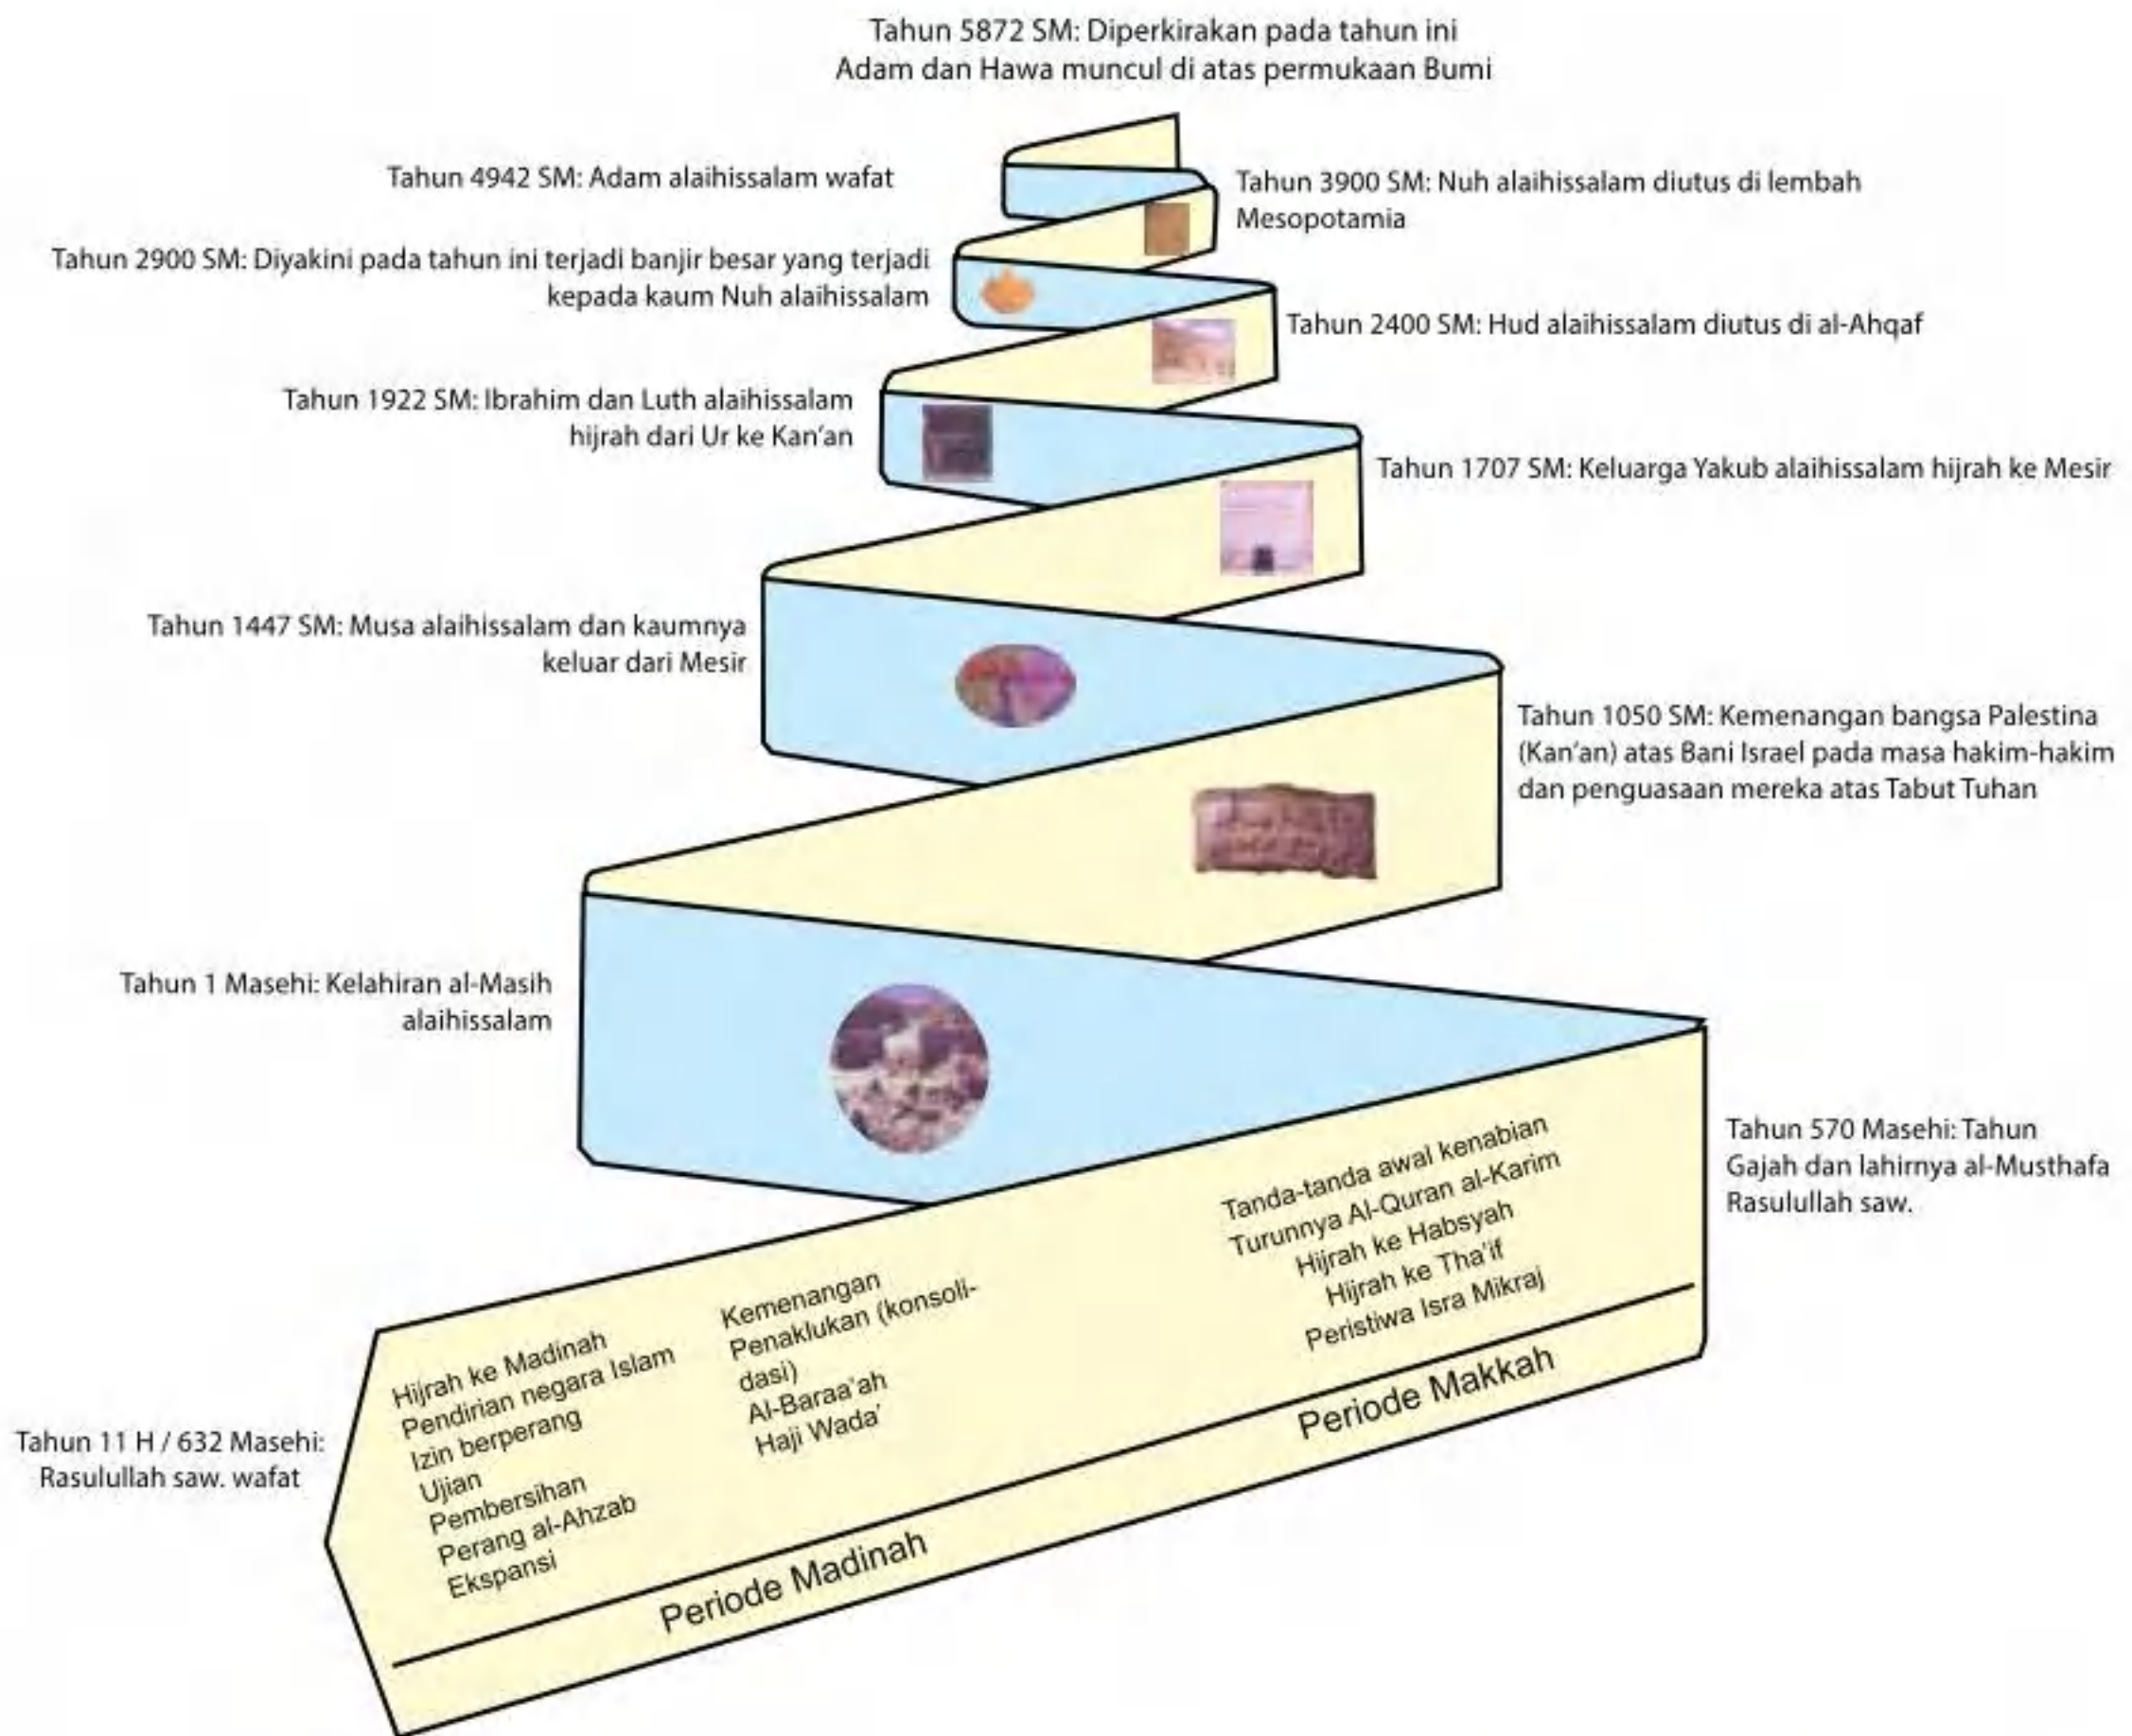 Tahun 5872 SM: Diperkirakan pada tahun ini
Adam dan Hawa muncul di atas permukaan Bumi
Tahun 4942 SM: Adam alaihissalam wafat
Tahun 3900 SM: Nuh alaihissalam diutus di lembah
Mesopotamia
Tahun 2900 SM: Diyakini pada tahun ini terjadi banjir besar yang terjadi
kepada kaum Nuh alaihissalam
Tahun 2400 SM: Hud alaihissalam diutus di al-Ahqaf
Tahun 1922 SM: Ibrahim dan Luth alaihissalam
hijrah dari Ur ke Kan'an
Tahun 1707 SM: Keluarga Yakub alaihissalam hijrah ke Mesir
Tahun 1447 SM: Musa alaihissalam dan kaumnya
keluar dari Mesir
Tahun 1050 SM: Kemenangan bangsa Palestina
(Kan'an) atas Bani Israel pada masa hakim-hakim
dan penguasaan mereka atas Tabut Tuhan
Tahun 1 Masehi: Kelahiran al-Masih
alaihissalam
Tahun 570 Masehi: Tahun
Gajah dan lahirnya al-Musthafa
Rasulullah saw.
Tanda-tanda awal kenabian
Turunnya Al-Quran al-Karim
Hijrah ke Habsyah
Hijrah ke Tha'if
Peristiwa Isra Mikraj
Periode Makkah
Hijrah ke Madinah
Pendirian negara Islam
Izin berperang
Ujian
Pembersihan
Perang al-Ahzab
Ekspansi
Kemenangan
Penaklukan (konsoli-
dasi)
Al-Baraa'ah
Haji Wada'
Periode Madinah
Tahun 11 H / 632 Masehi:
Rasulullah saw. wafat